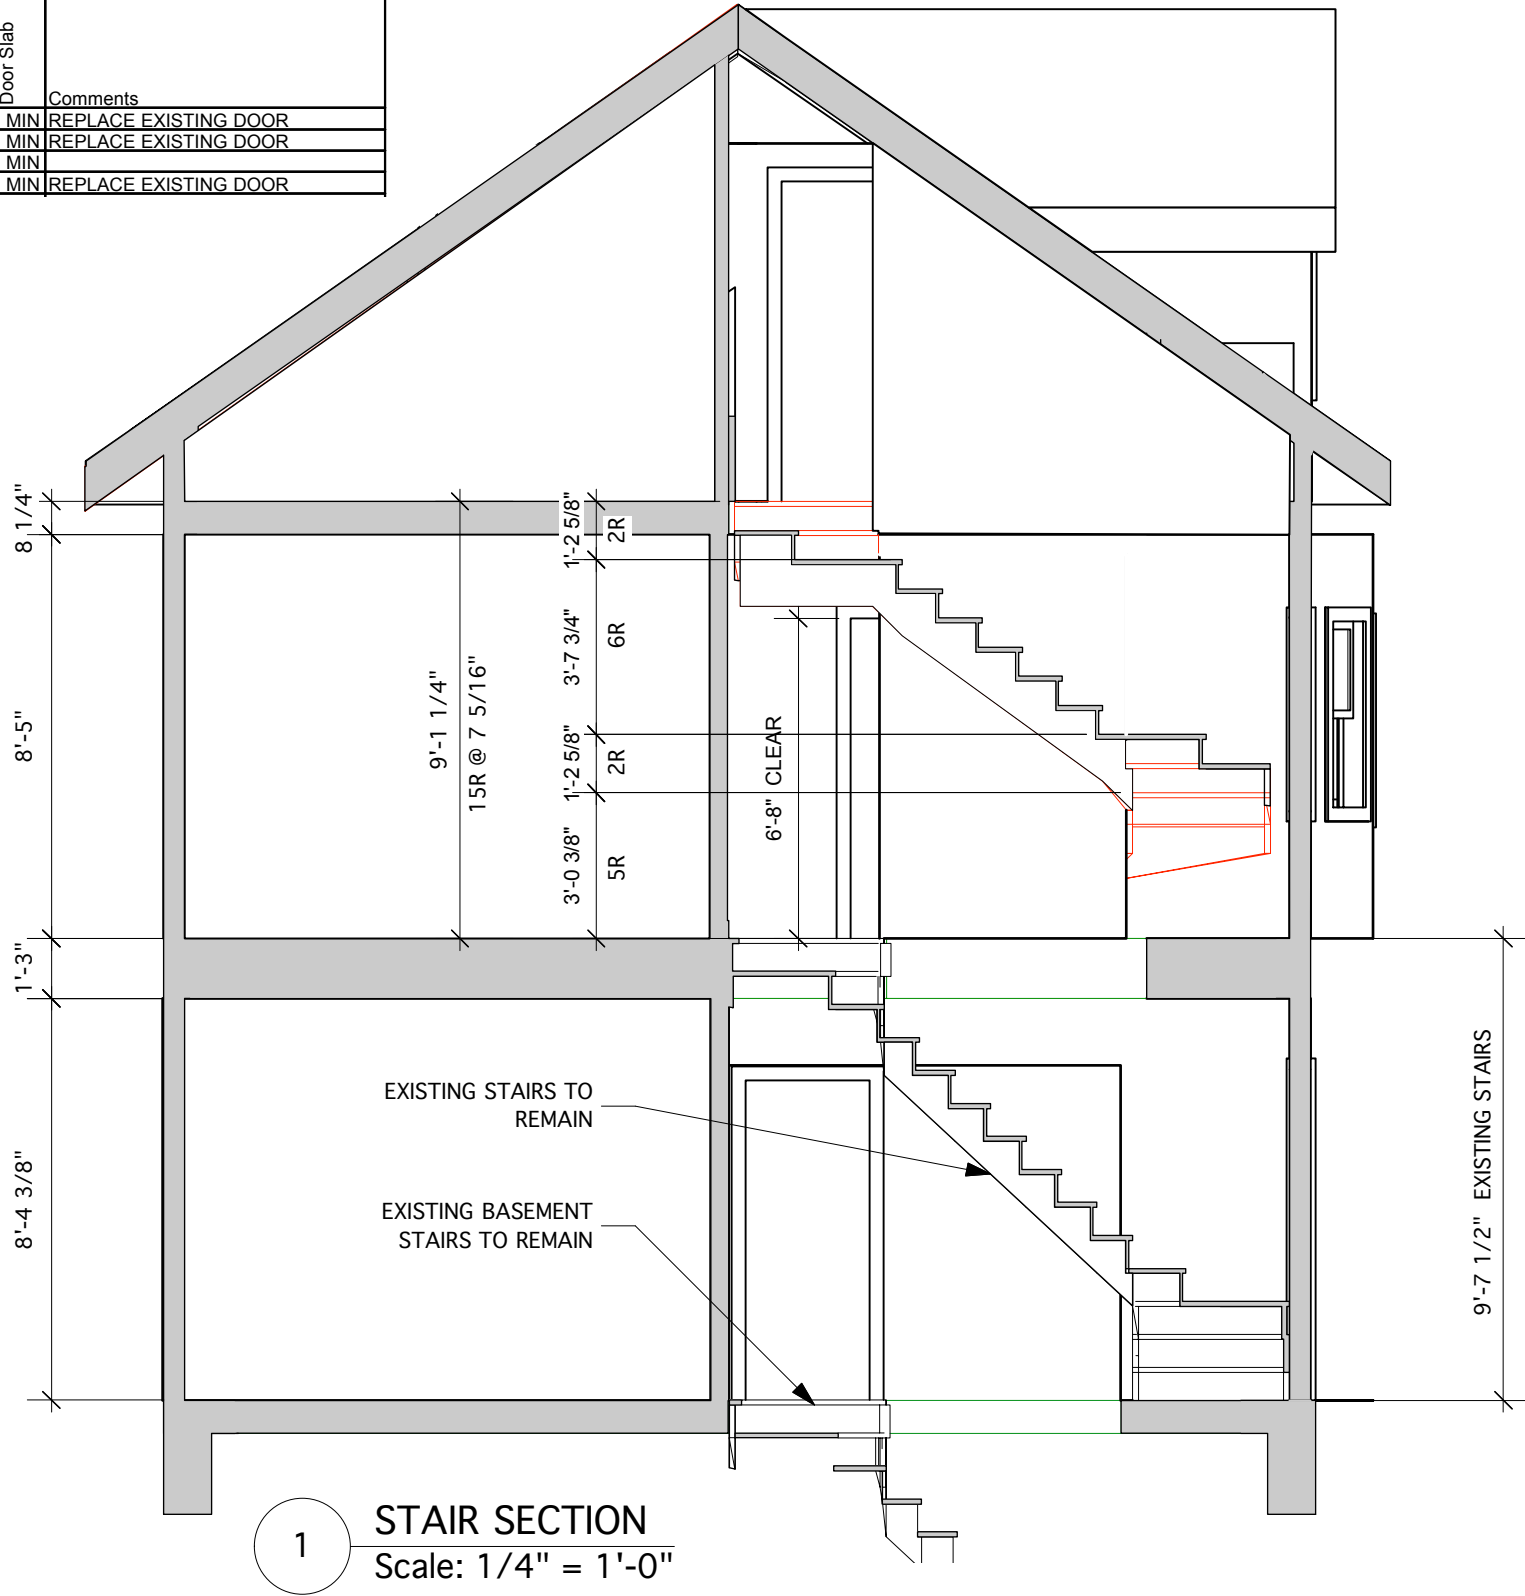 Door Slab
Comments
MIN REPLACE EXISTING DOOR
MIN REPLACE EXISTING DOOR
MIN
MIN REPLACE EXISTING DOOR
8 1/4"
8'-5"
1'-3"
8'-4 3/8"
9'-1 1/4"
15R @ 7 5/16"
1'-2 5/8"
2R
3'-7 3/4"
6R
1'-2 5/8"
2R
3'-0 3/8"
5R
6'-8" CLEAR
EXISTING STAIRS TO
REMAIN
EXISTING BASEMENT
STAIRS TO REMAIN
9'-7 1/2" EXISTING STAIRS
1
STAIR SECTION
Scale: 1/4" = 1'-0"